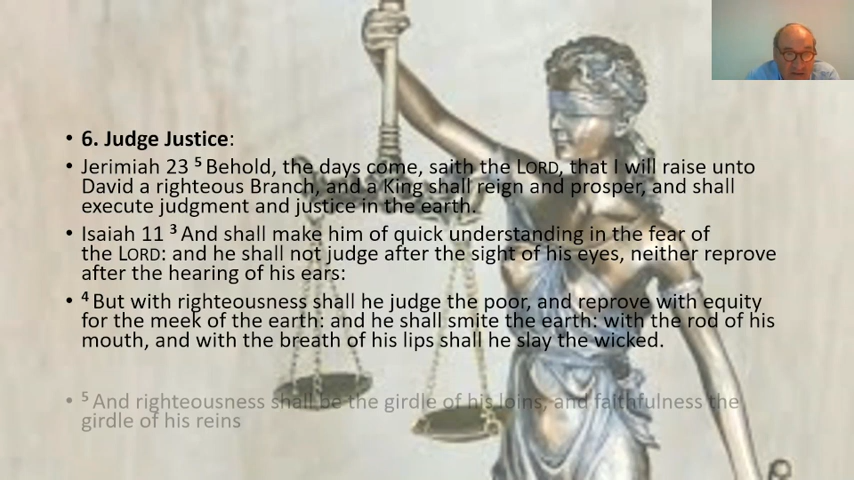 • 6. Judge Justice:
• Jerimiah 23 ⁵ Behold, the days come, saith the LORD, that I will raise unto
David a righteous Branch, and a King shall reign and prosper, and shall
execute judgment and justice in the earth.
• Isaiah 11 ³ And shall make him of quick understanding in the fear of
the LORD: and he shall not judge after the sight of his eyes, neither reprove
after the hearing of his ears:
• ⁴ But with righteousness shall he judge the poor, and reprove with equity
for the meek of the earth: and he shall smite the earth: with the rod of his
mouth, and with the breath of his lips shall he slay the wicked.
• ⁵ And righteousness shall be the girdle of his loins, and faithfulness the
girdle of his reins